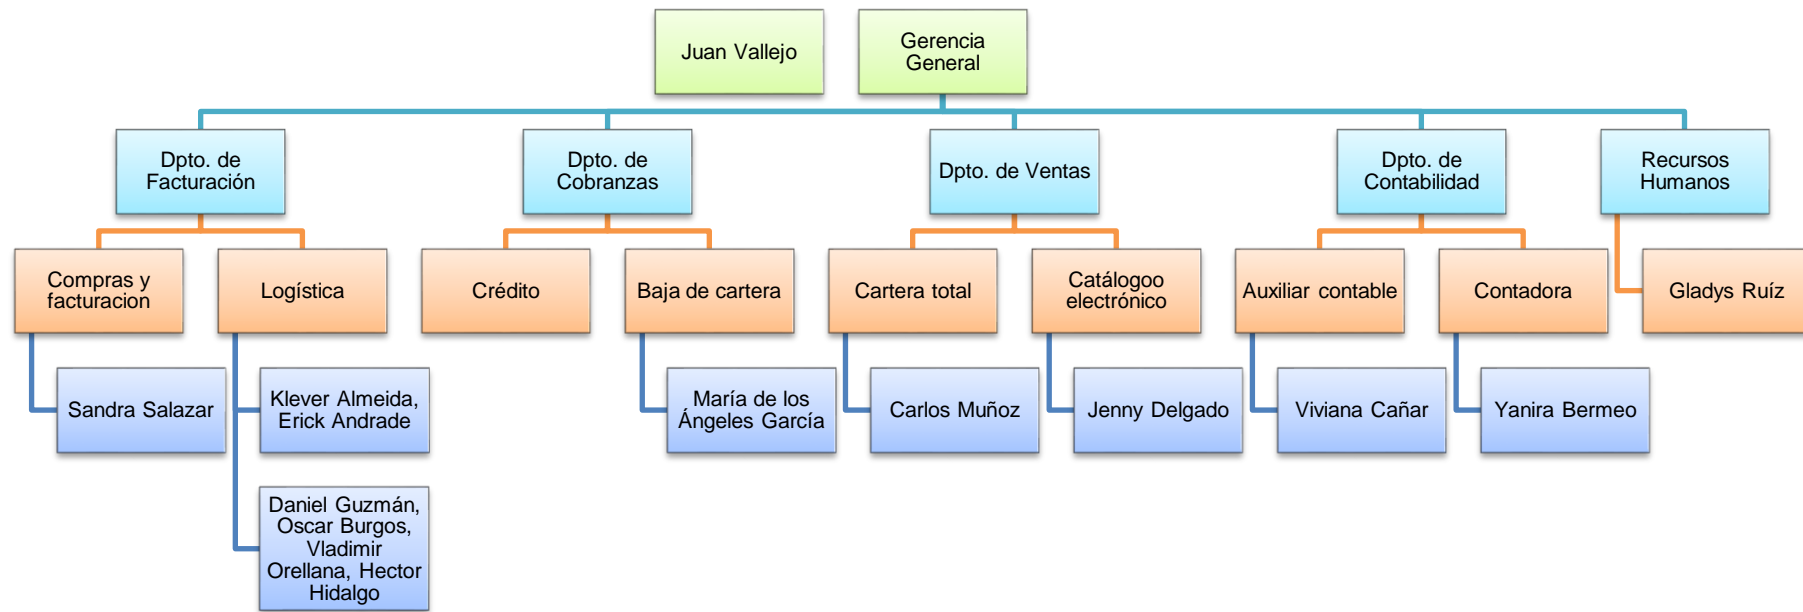 Juan Vallejo
Gerencia
General
Dpto. de
Facturación
Dpto. de
Cobranzas
Dpto. de Ventas
Dpto. de
Contabilidad
Recursos
Humanos
Compras y
facturacion
Logística
Crédito
Baja de cartera
Cartera total
Catálogoo
electrónico
Auxiliar contable
Contadora
Gladys Ruíz
Sandra Salazar
Klever Almeida,
Erick Andrade
María de los
Ángeles García
Carlos Muñoz
Jenny Delgado
Viviana Cañar
Yanira Bermeo
Daniel Guzmán,
Oscar Burgos,
Vladimir
Orellana, Hector
Hidalgo